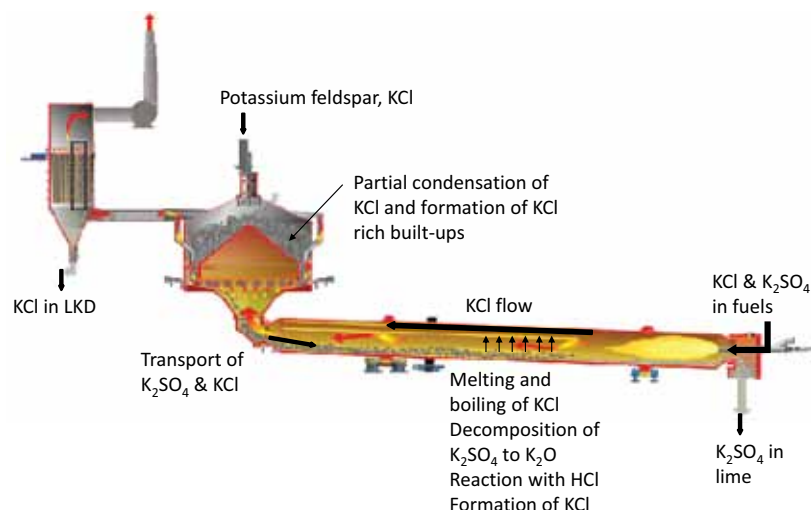 Potassium feldspar, KCl
Partial condensation of
KCl and formation of KCl
rich built-ups
KCl in LKD
KCl flow
KCl & K₂SO₄
in fuels
Transport of
K₂SO₄ & KCl
Melting and
boiling of KCl
Decomposition of
K₂SO₄ to K₂O
Reaction with HCl
Formation of KCl
K₂SO₄ in
lime